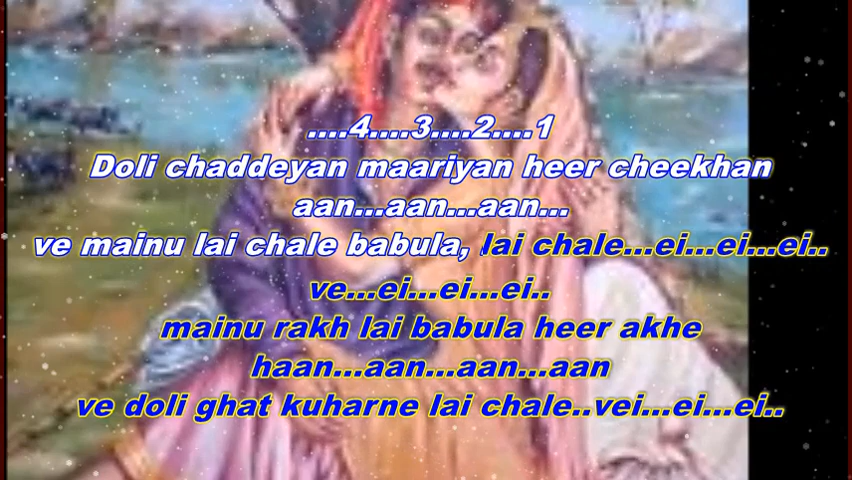 ....4....3....2....1
Doli chaddeyan maariyan heer cheekhan
aan...aan...aan...
ve mainu lai chale babula, lai chale...ei...ei...ei..
ve...ei...ei...ei..
mainu rakh lai babula heer akhe
haan...aan...aan...aan
ve doli ghat kuharne lai chale..vei...ei...ei..